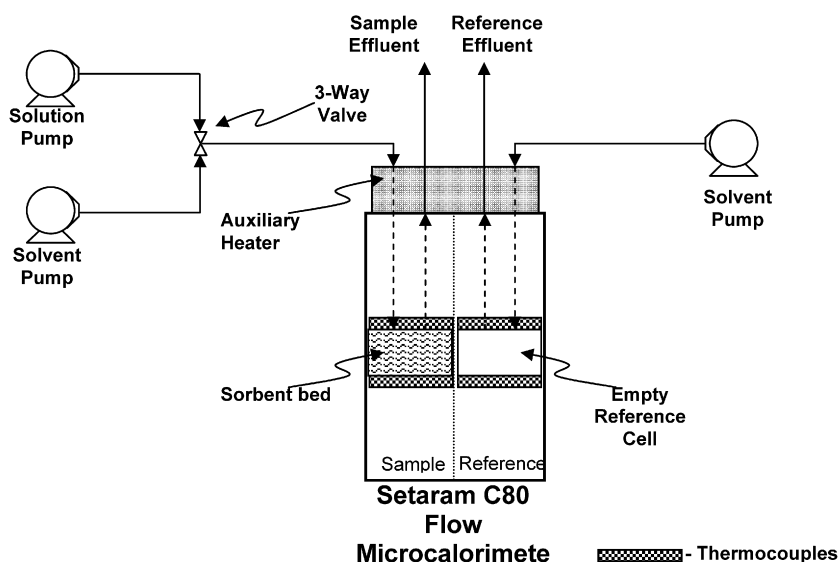 Sample
Effluent
Reference
Effluent
3-Way
Valve
Solution
Pump
Solvent
Pump
Solvent
Pump
Auxiliary
Heater
Sorbent bed
Empty
Reference
Cell
Sample
Reference
Setaram C80
Flow
Microcalorimete
- Thermocouples